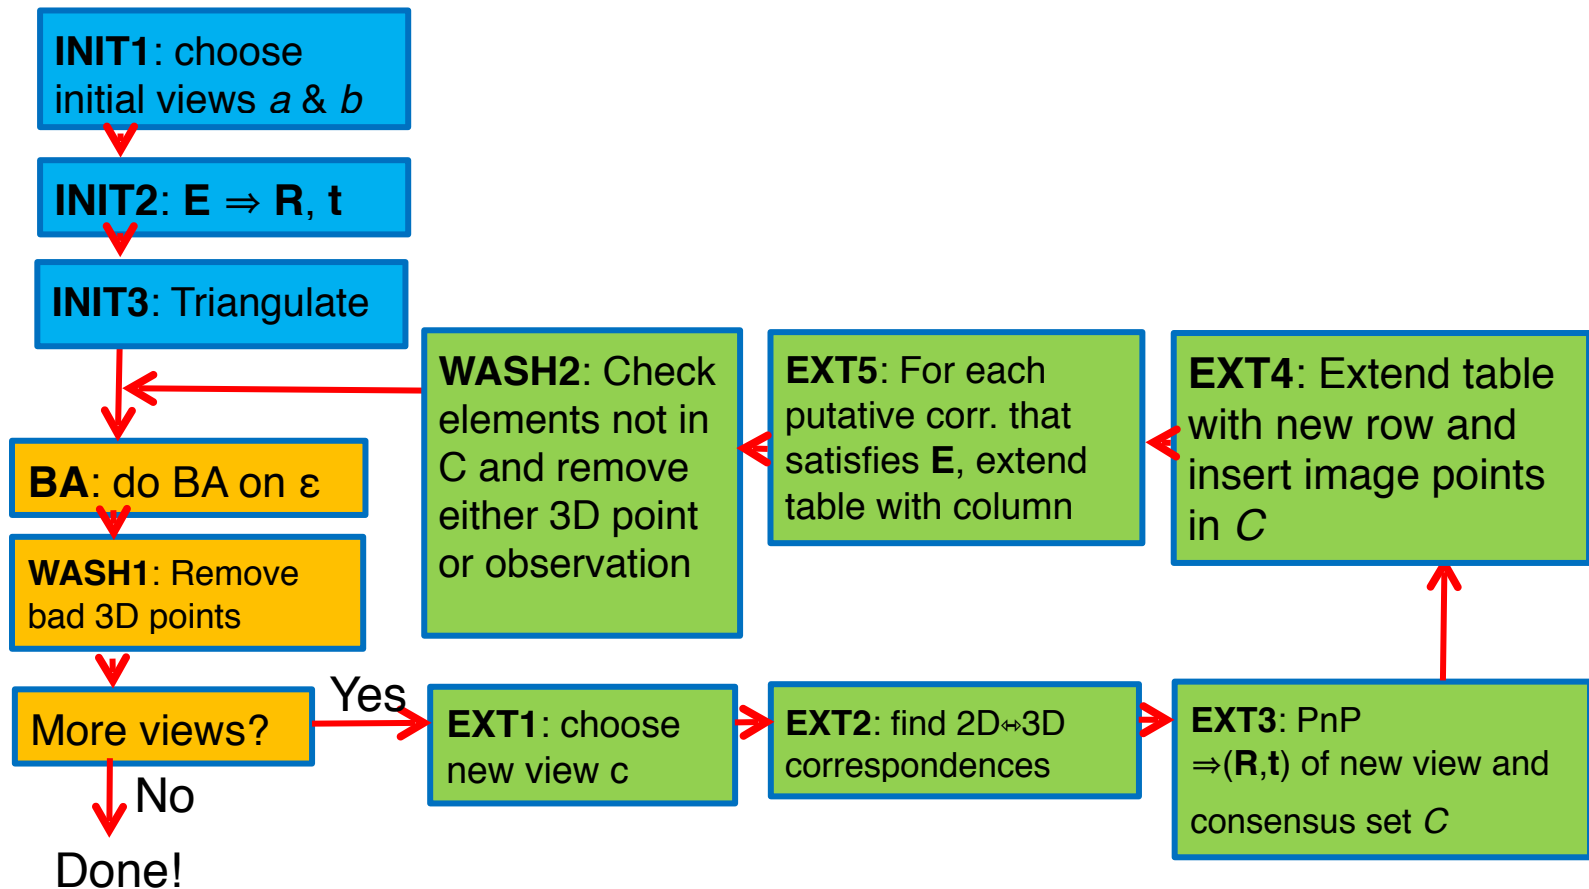 INIT1: choose
initial views a & b
INIT2: E ⇒ R, t
INIT3: Triangulate
BA: do BA on ε
WASH1: Remove
bad 3D points
More views?
Yes
No
Done!
EXT1: choose
new view c
EXT2: find 2D⇔3D
correspondences
EXT3: PnP
⇒(R,t) of new view and
consensus set C
EXT4: Extend table
with new row and
insert image points
in C
EXT5: For each
putative corr. that
satisfies E, extend
table with column
WASH2: Check
elements not in
C and remove
either 3D point
or observation